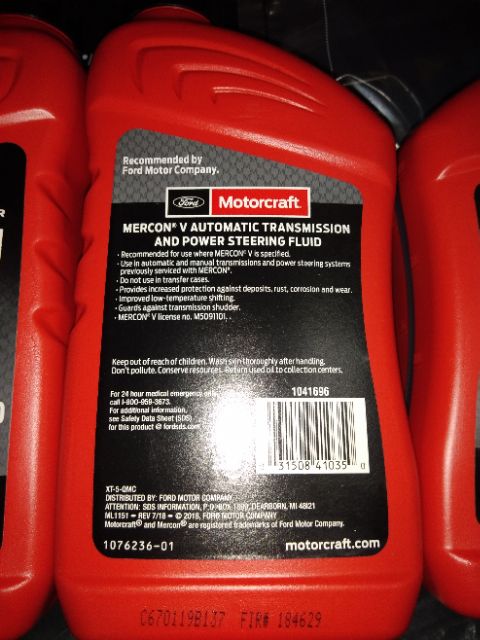 Recommended by
Ford Motor Company.
Ford Motorcraft
MERCON® V AUTOMATIC TRANSMISSION
AND POWER STEERING FLUID
• Recommended for use where MERCON® V is specified.
• Use in automatic and manual transmissions and power steering systems
previously serviced with MERCON®.
• Do not use in transfer cases.
• Provides increased protection against deposits, rust, corrosion and wear.
• Improved low-temperature shifting.
• Guards against transmission shudder.
• MERCON® V license no. M5091101
Keep out of reach of children. Wash skin thoroughly after handling.
Don't pollute. Conserve resources. Return used oil to collection centers.
For 24 hour medical emergency
call 1-800-959-3673.
For additional information,
see Safety Data Sheet (SDS)
for this product @ fordsds.com
1041696
31508 41035 0
XT-5-QMC
DISTRIBUTED BY: FORD MOTOR COMPANY
ATTENTION: SDS INFORMATION, P.O. BOX DEARBORN, MI 48121
ML1151 – REV 7/18 – © 2018, FORD MOTOR COMPANY
Motorcraft® and Mercon® are registered trademarks of Ford Motor Company.
1076236-01
motorcraft.com
C670119B137 FIR# 184629